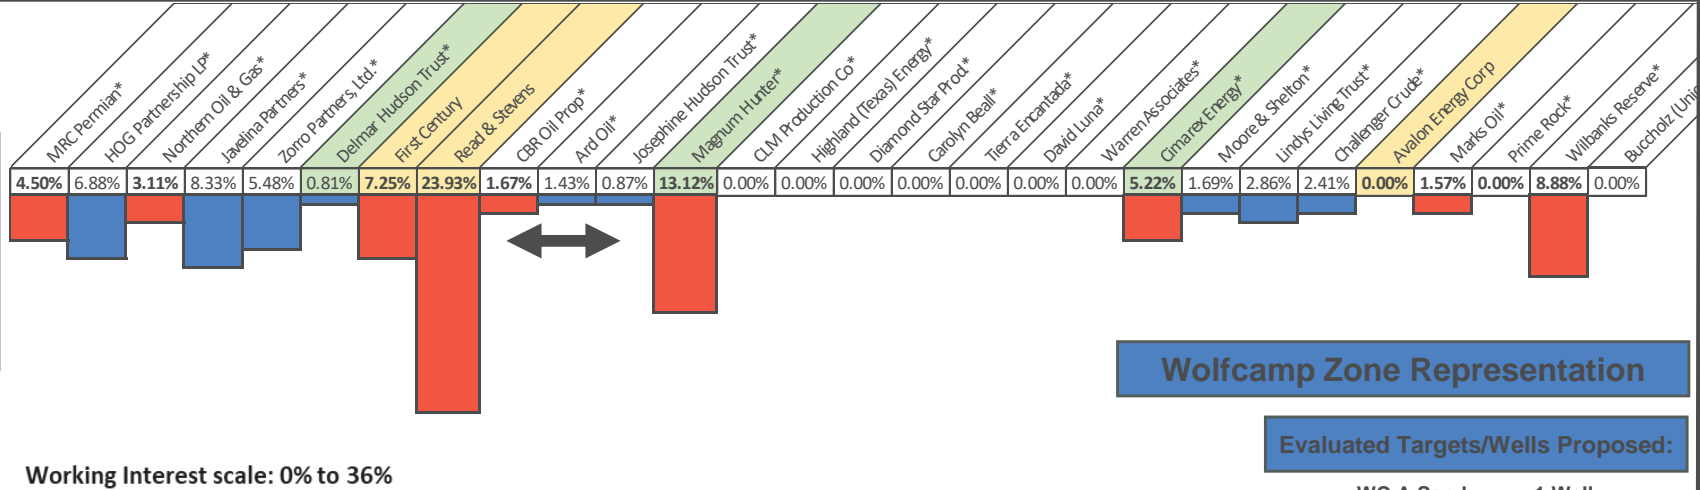 MRC Permian*
HOG Partnership LP*
Northern Oil & Gas*
Javelina Partners*
Zorro Partners, Ltd.*
Delmar Hudson Trust*
First Century
Read & Stevens
CBR Oil Prop*
Ard Oil*
Josephine Hudson Trust*
Magnum Hunter*
CLM Production Co*
Highland (Texas) Energy*
Diamond Star Prod.*
Carolyn Beall*
Tierra Encantada*
David Luna*
Warren Associates*
Cimarex Energy*
Moore & Shelton*
Lindys Living Trust*
Challenger Crude*
Avalon Energy Corp
Marks Oil*
Prime Rock*
Wilbanks Reserve*
Buccholz
4.50% 6.88% 3.11% 8.33% 5.48% 0.81% 7.25% 23.93% 1.67% 1.43% 0.87% 13.12% 0.00% 0.00% 0.00% 0.00% 0.00% 0.00% 0.00% 5.22% 1.69% 2.86% 2.41% 0.00% 1.57% 0.00% 8.88% 0.00%
Wolfcamp Zone Representation
Evaluated Targets/Wells Proposed:
Working Interest scale: 0% to 36%